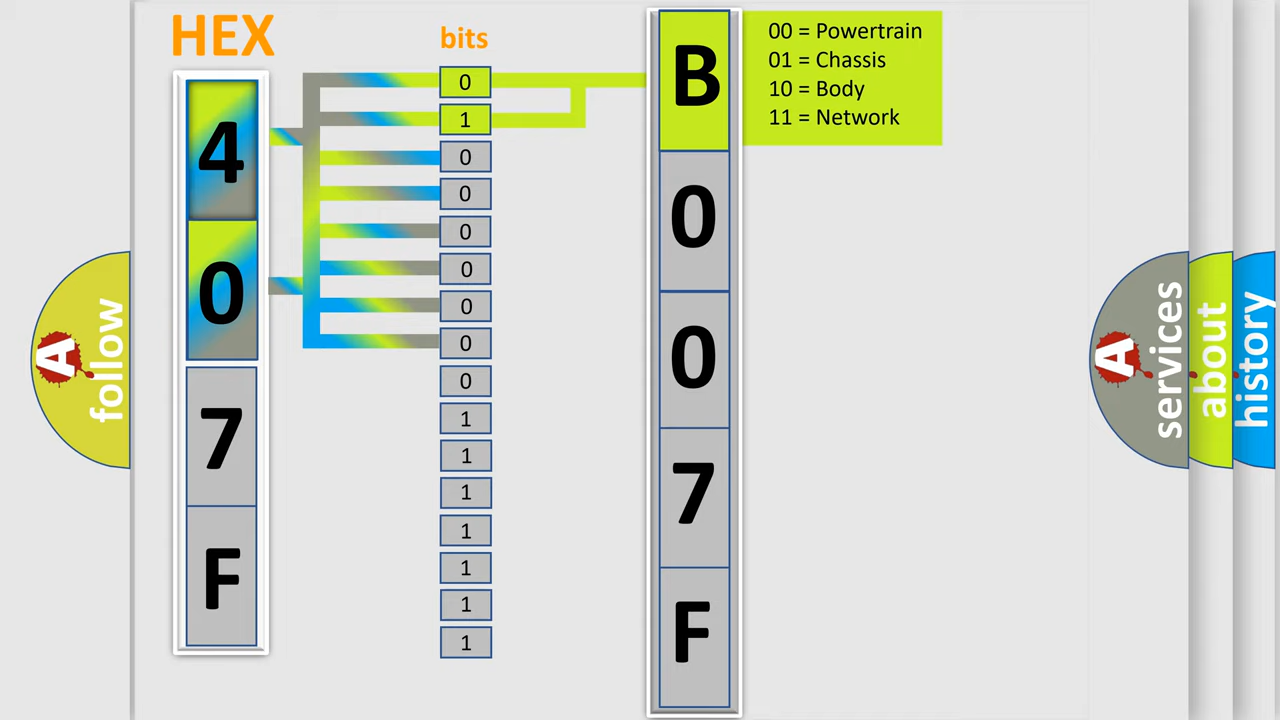 HEX
bits
4
0
7
F
0
1
0
0
0
0
0
0
0
1
1
1
1
1
1
1
B
0
0
7
F
00 = Powertrain
01 = Chassis
10 = Body
11 = Network
A
follow
A
services
about
history